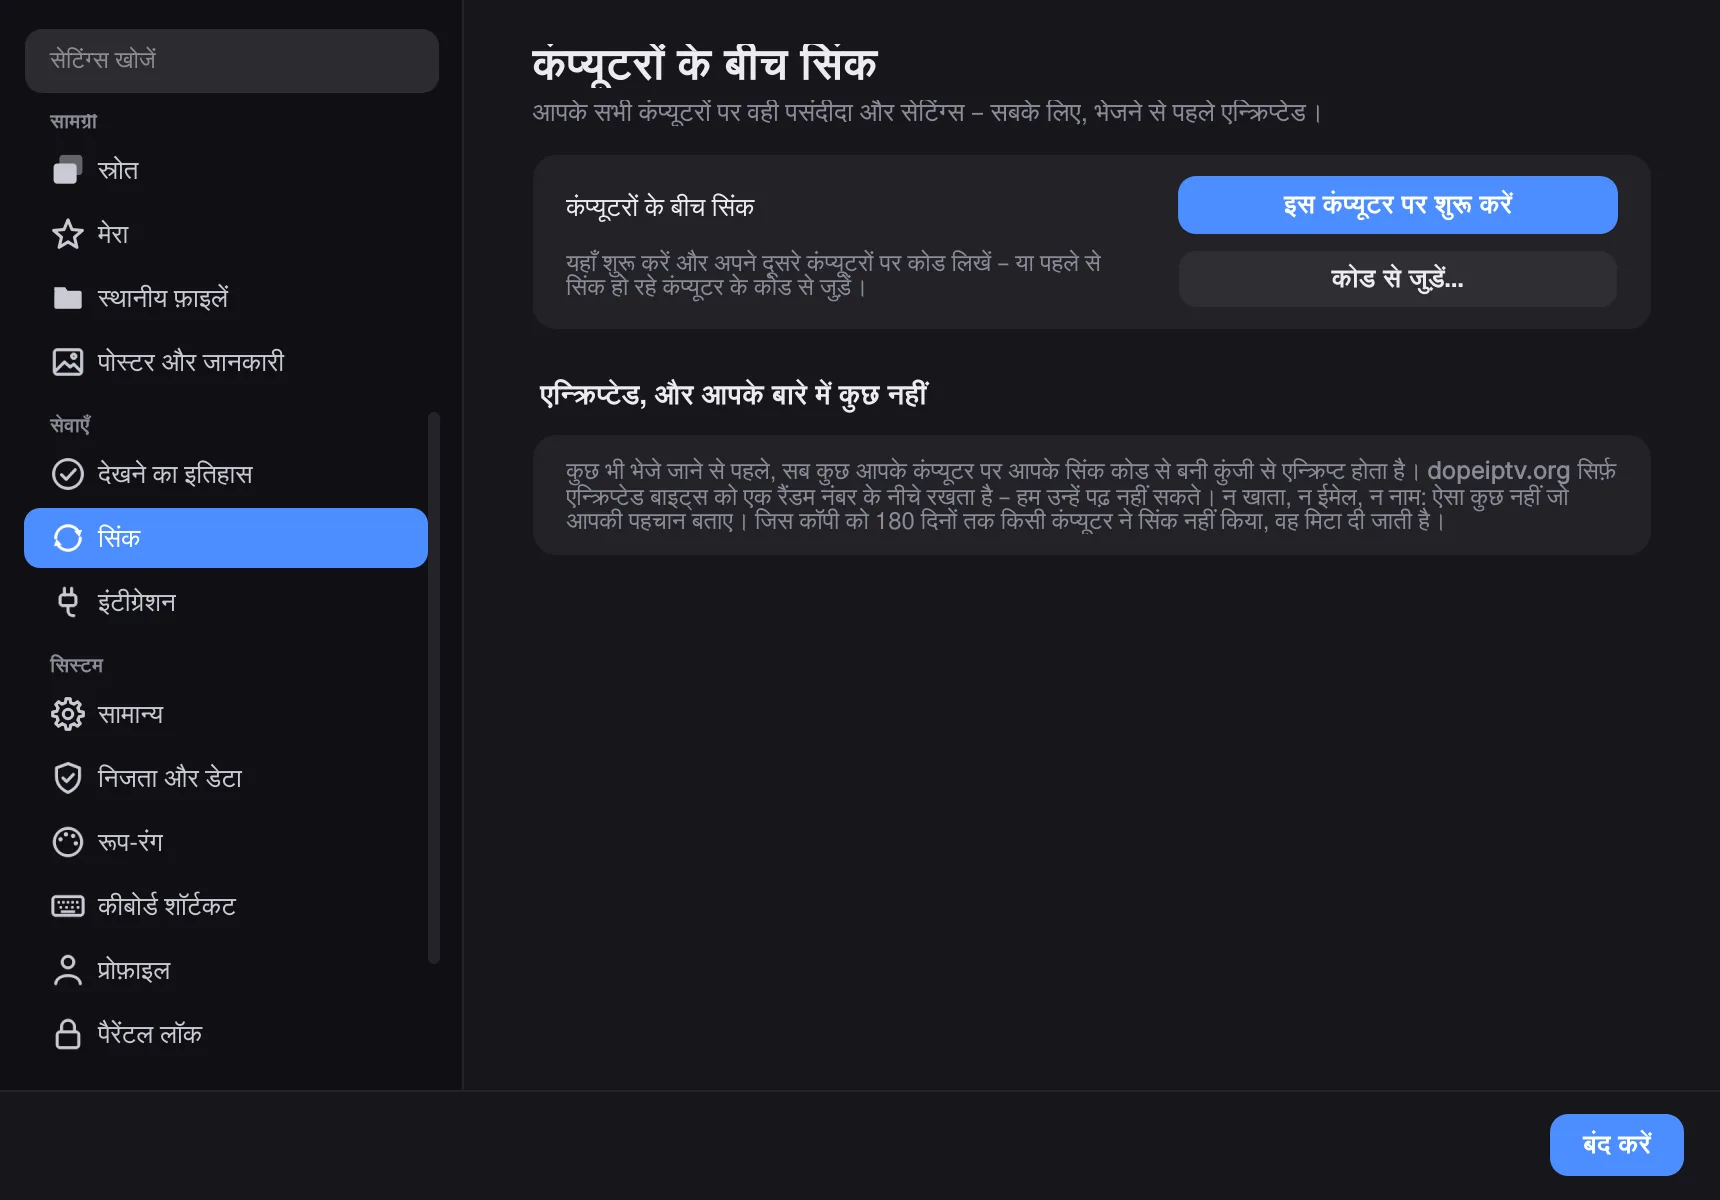 सेटिंग्स खोजें
सामग्री
स्रोत
मेरा
स्थानीय फ़ाइलें
पोस्टर और जानकारी
सेवाएँ
देखने का इतिहास
सिंक
इंटीग्रेशन
सिस्टम
सामान्य
निजता और डेटा
रूप-रंग
कीबोर्ड शॉर्टकट
प्रोफ़ाइल
पैरेंटल लॉक
कंप्यूटरों के बीच सिंक
आपके सभी कंप्यूटरों पर वही पसंदीदा और सेटिंग्स – सबके लिए, भेजने से पहले एन्क्रिप्टेड।
कंप्यूटरों के बीच सिंक
यहाँ शुरू करें और अपने दूसरे कंप्यूटरों पर कोड लिखें – या पहले से
सिंक हो रहे कंप्यूटर के कोड से जुड़ें।
इस कंप्यूटर पर शुरू करें
कोड से जुड़ें...
एन्क्रिप्टेड, और आपके बारे में कुछ नहीं
कुछ भी भेजे जाने से पहले, सब कुछ आपके कंप्यूटर पर आपके सिंक कोड से बनी कुंजी से एन्क्रिप्ट होता है। dopeiptv.org सिर्फ़
एन्क्रिप्टेड बाइट्स को एक रैंडम नंबर के नीचे रखता है – हम उन्हें पढ़ नहीं सकते। न खाता, न ईमेल, न नाम: ऐसा कुछ नहीं जो
आपकी पहचान बताए। जिस कॉपी को 180 दिनों तक किसी कंप्यूटर ने सिंक नहीं किया, वह मिटा दी जाती है।
बंद करें